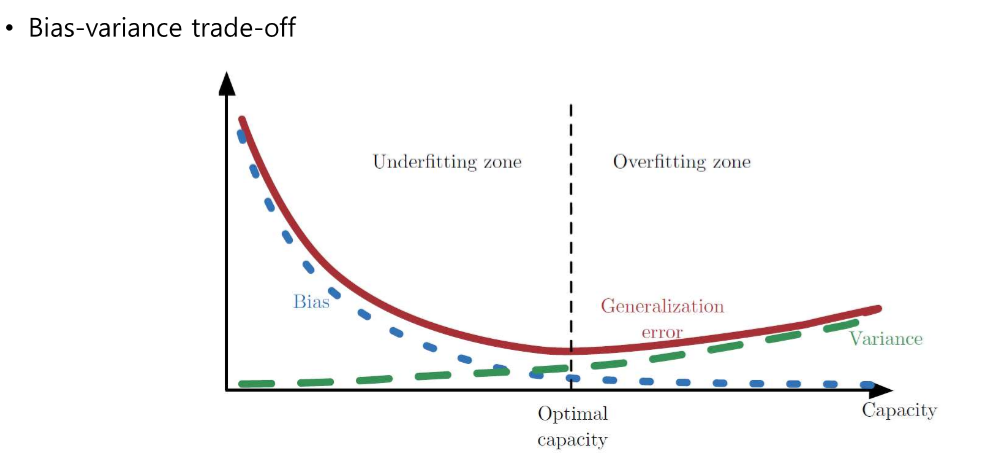 • Bias-variance trade-off
Underfitting zone
Overfitting zone
Bias
Generalization
error
Variance
Optimal
capacity
Capacity